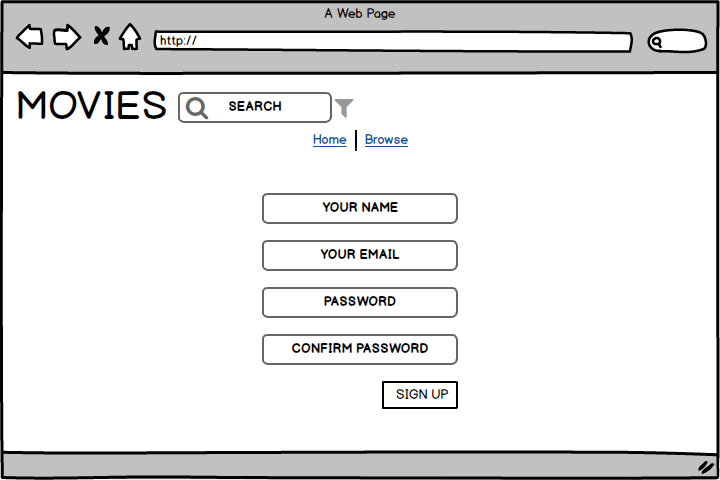 A Web Page
http://
MOVIES
SEARCH
Home
Browse
YOUR NAME
YOUR EMAIL
PASSWORD
CONFIRM PASSWORD
SIGN UP